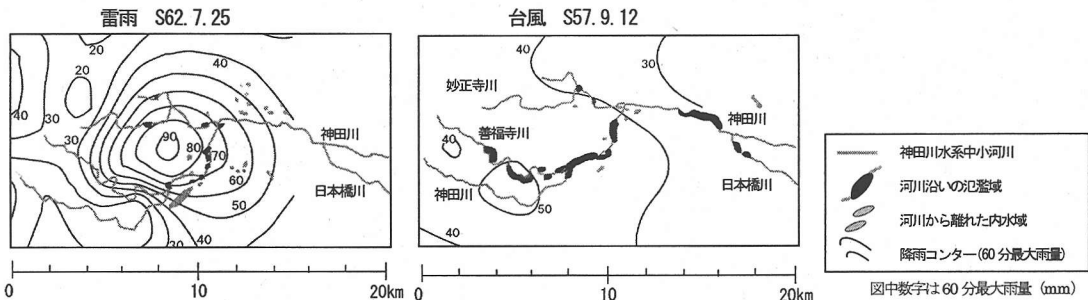 雷雨 S62.7.25
40
20
40
20
30
40
30
30
90
80
70
60
50
40
30
神田川
日本橋川
0
10
20km
台風 S57.9.12
40
30
妙正寺川
善福寺川
40
神田川
50
40
神田川
日本橋川
0
10
20km
神田川水系中小河川
河川沿いの氾濫域
河川から離れた内水域
降雨コンター(60分最大雨量)
図中数字は60分最大雨量(mm)